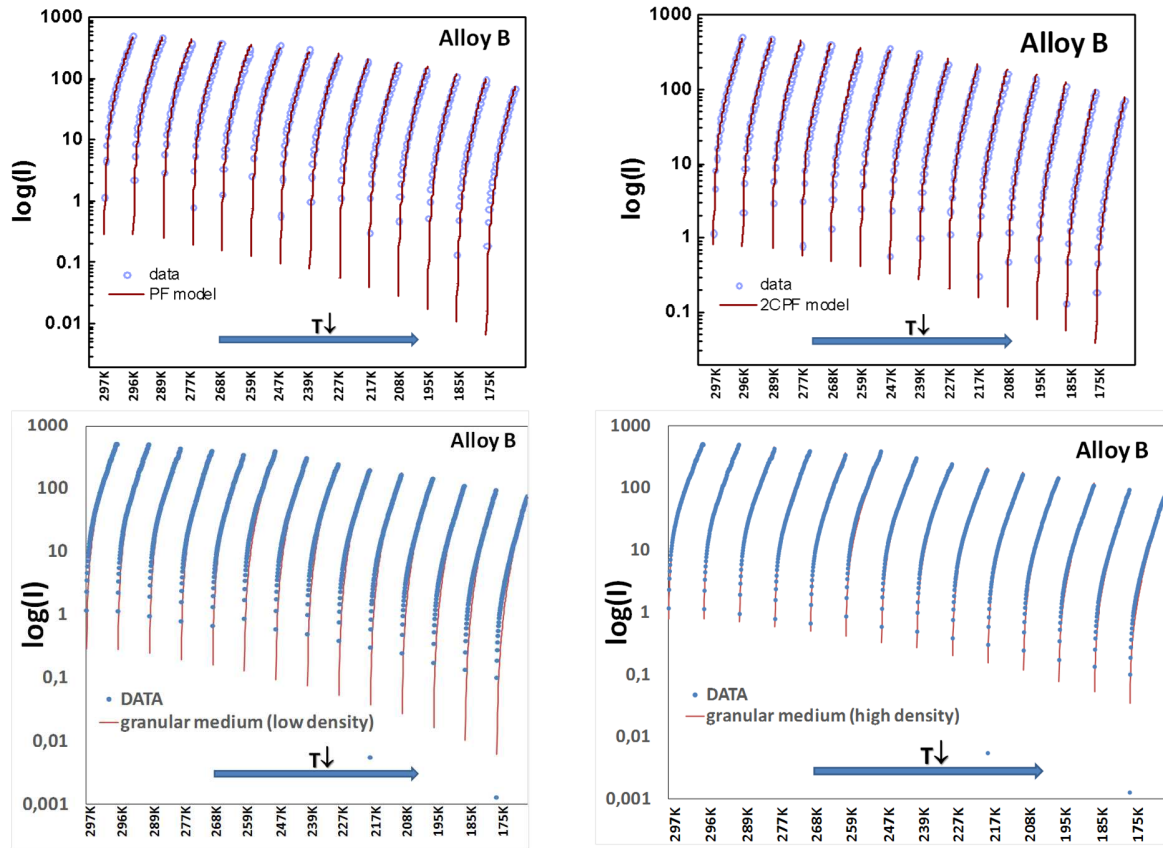 Alloy B
1000
100
10
1
0.1
0.01
log(I)
data
PF model
T↓
297K
296K
289K
277K
268K
259K
247K
239K
227K
217K
208K
195K
185K
175K
Alloy B
1000
100
10
1
0.1
log(I)
data
2CPF model
T↓
297K
296K
289K
277K
268K
259K
247K
239K
227K
217K
208K
195K
185K
175K
Alloy B
1000
100
10
1
0,1
0,01
0,001
log(I)
DATA
granular medium (low density)
T↓
297K
296K
289K
277K
268K
259K
247K
239K
227K
217K
208K
195K
185K
175K
Alloy B
1000
100
10
1
0,1
0,01
0,001
log(I)
DATA
granular medium (high density)
T↓
297K
296K
289K
277K
268K
259K
247K
239K
227K
217K
208K
195K
185K
175K